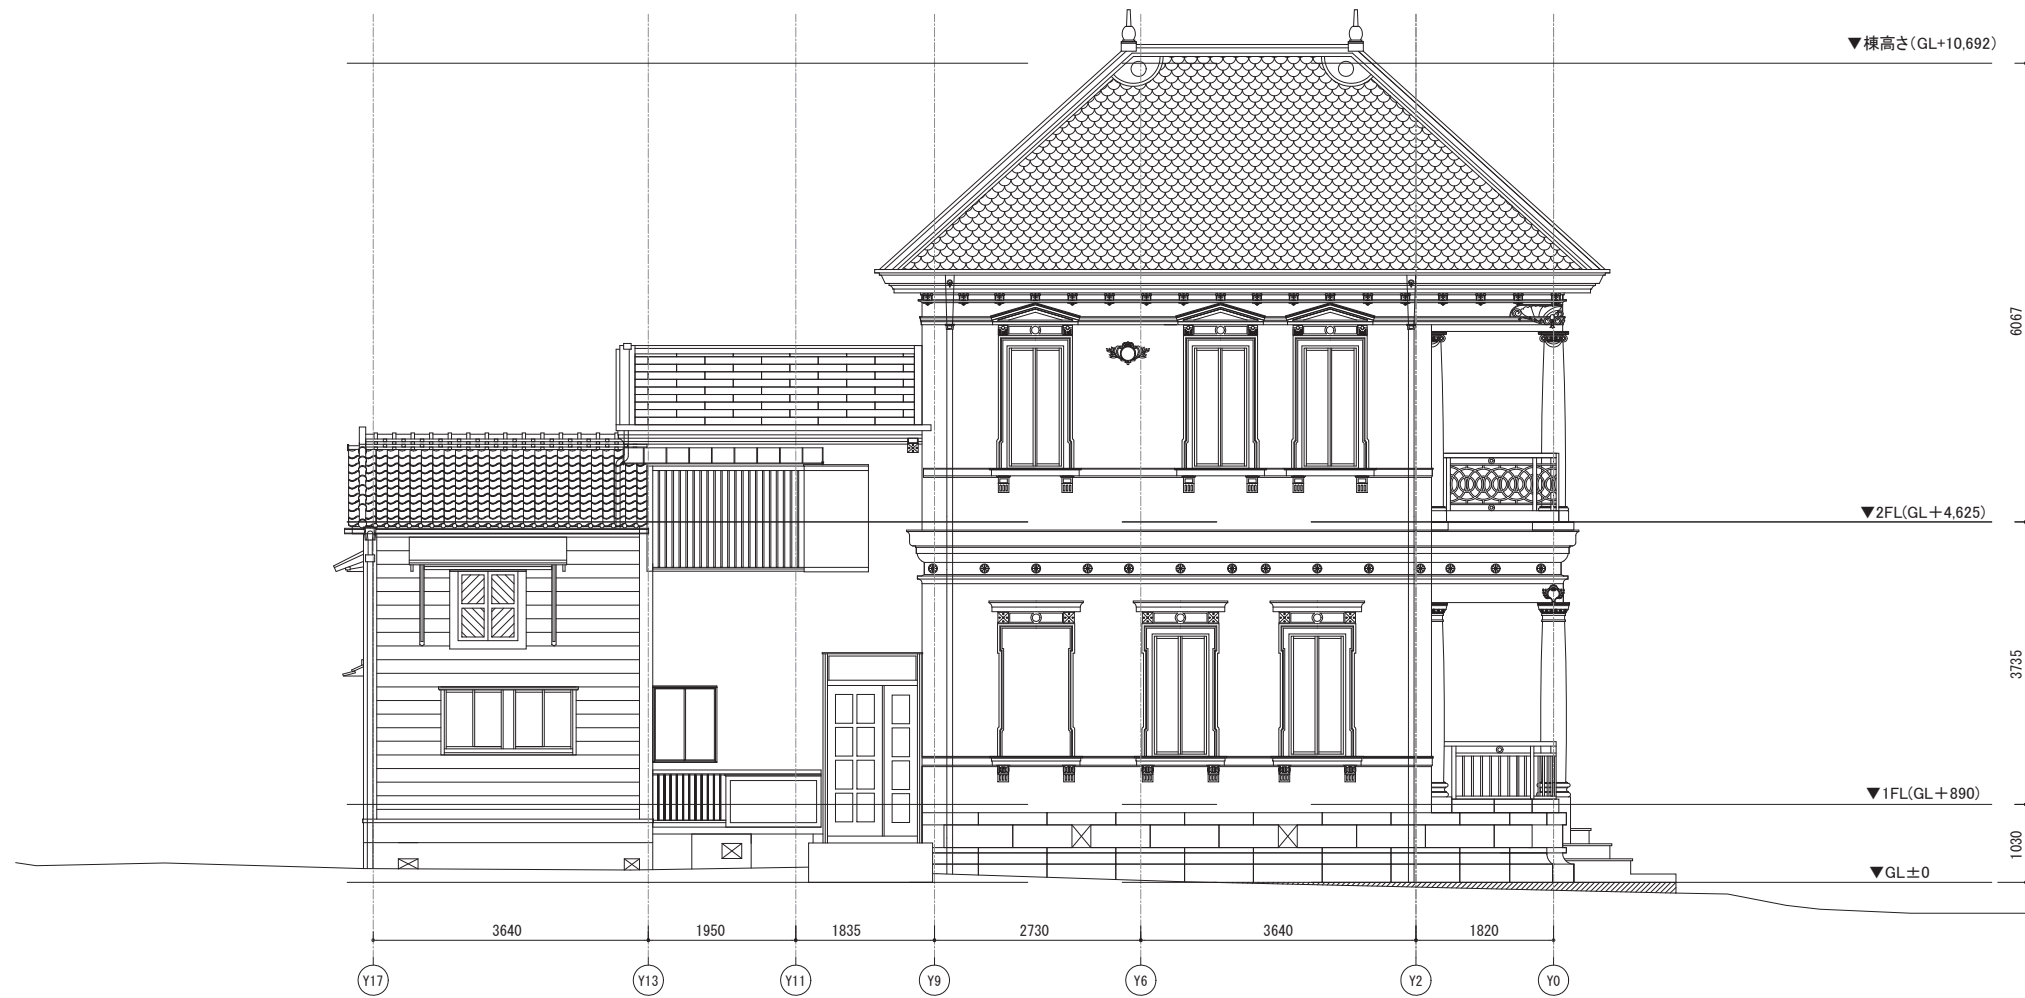 ▼棟高さ(GL+10,692)
6067
▼2FL(GL＋4,625)
3735
▼1FL(GL＋890)
1030
▼GL±0
3640
1950
1835
2730
3640
1820
Y17
Y13
Y11
Y9
Y6
Y2
Y0